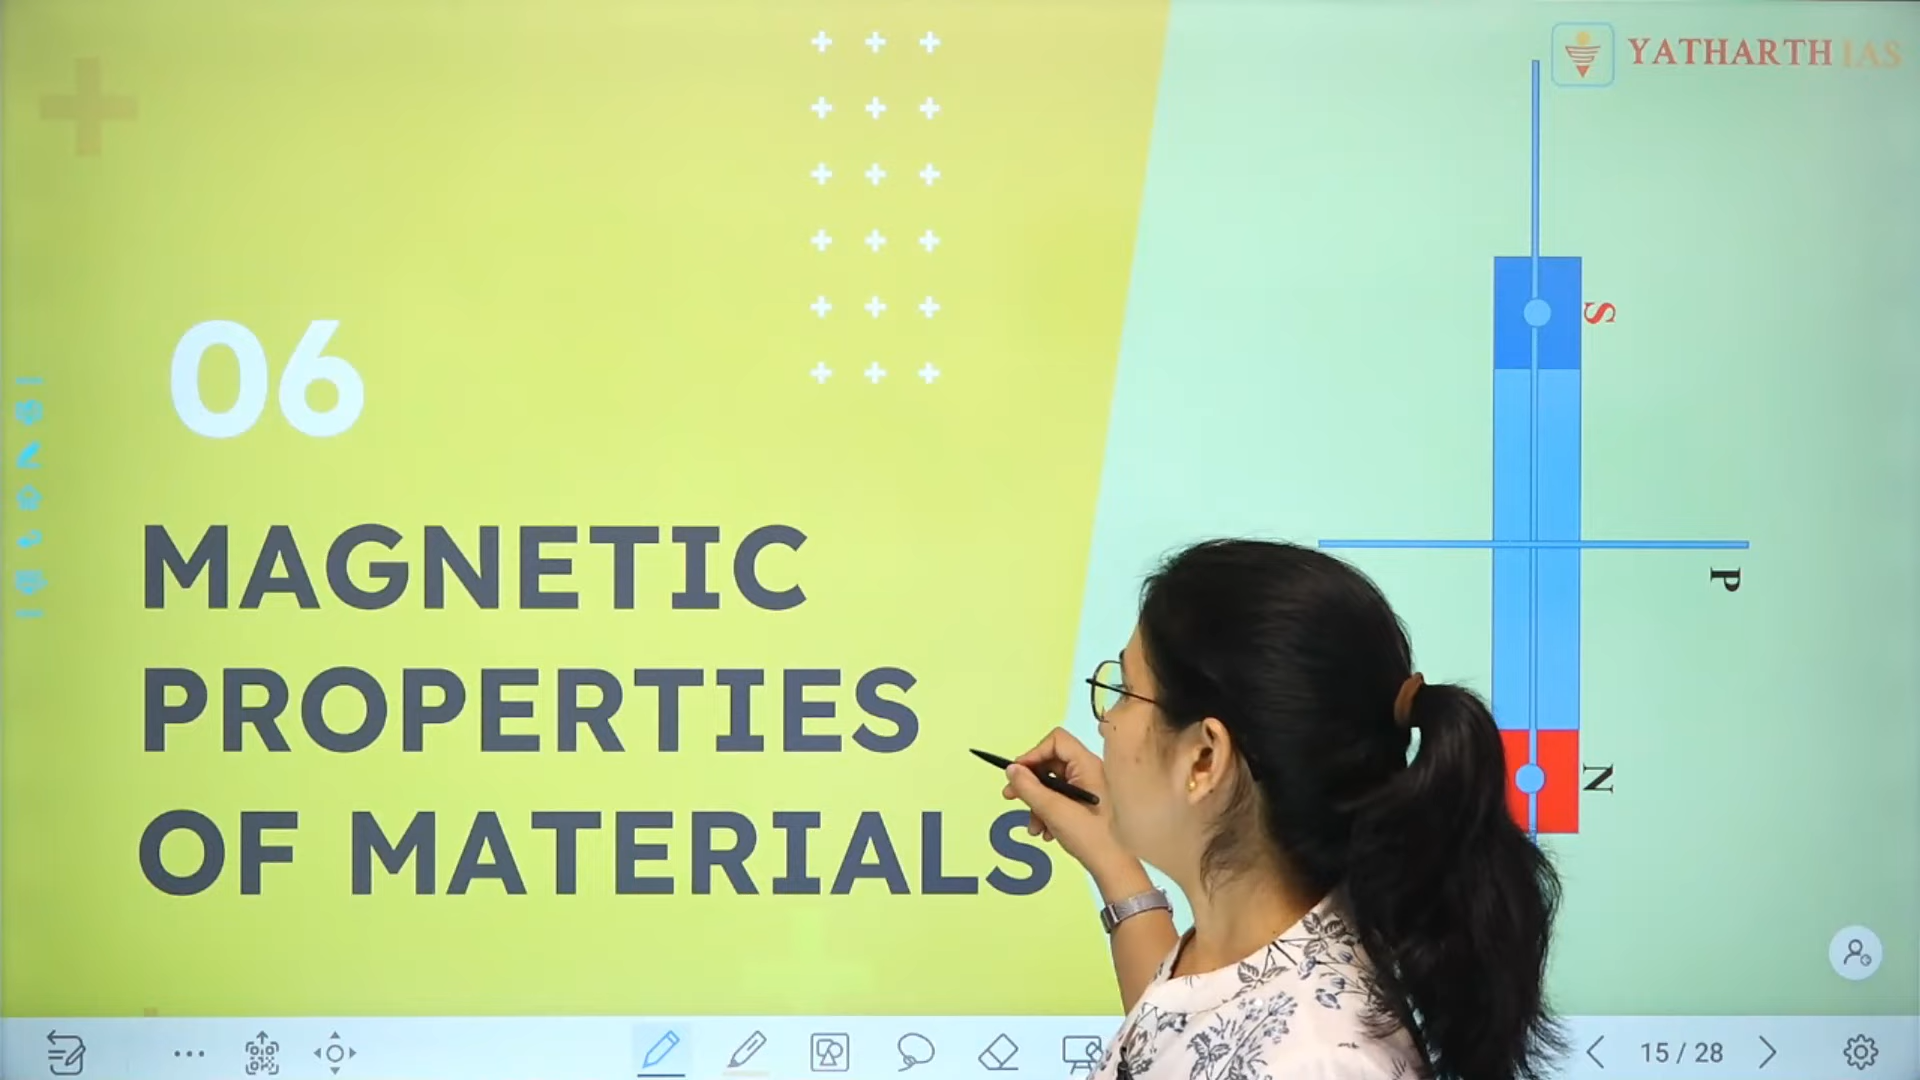 YATHARTH IAS
06
MAGNETIC
PROPERTIES
OF MATERIALS
S
P
N
15 / 28